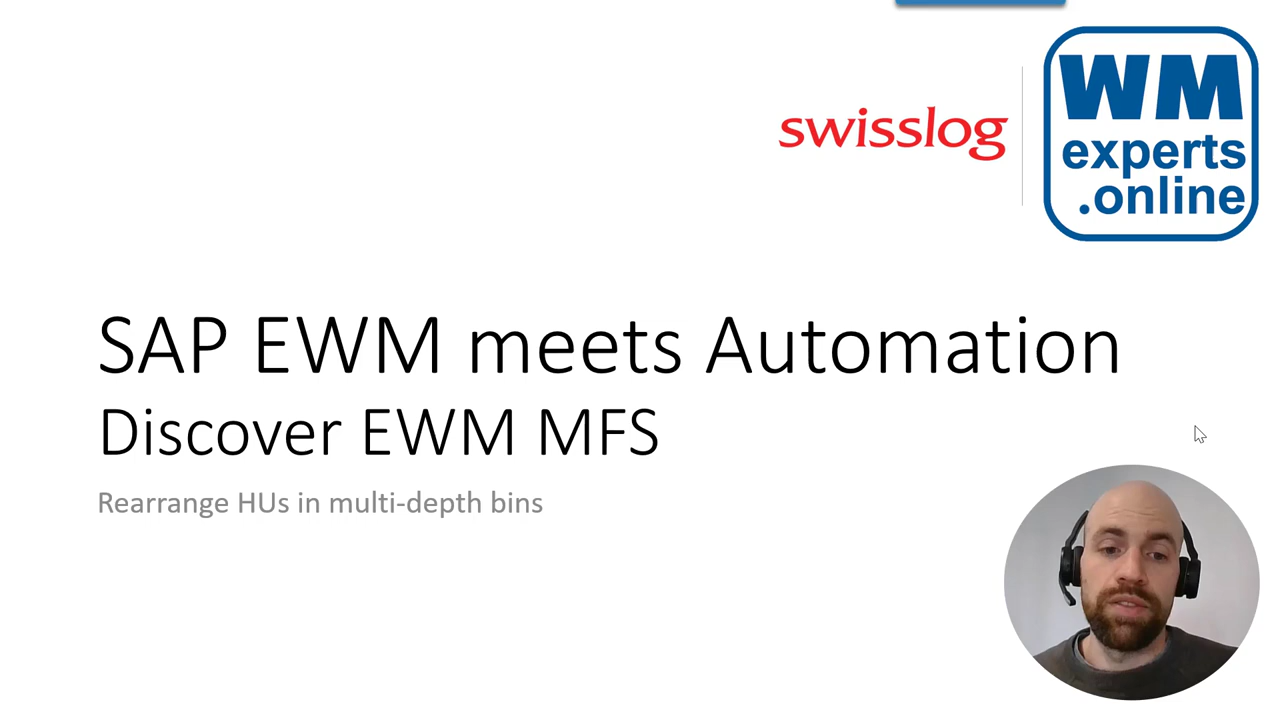 swisslog
WM
experts
.online
SAP EWM meets Automation
Discover EWM MFS
Rearrange HUs in multi-depth bins